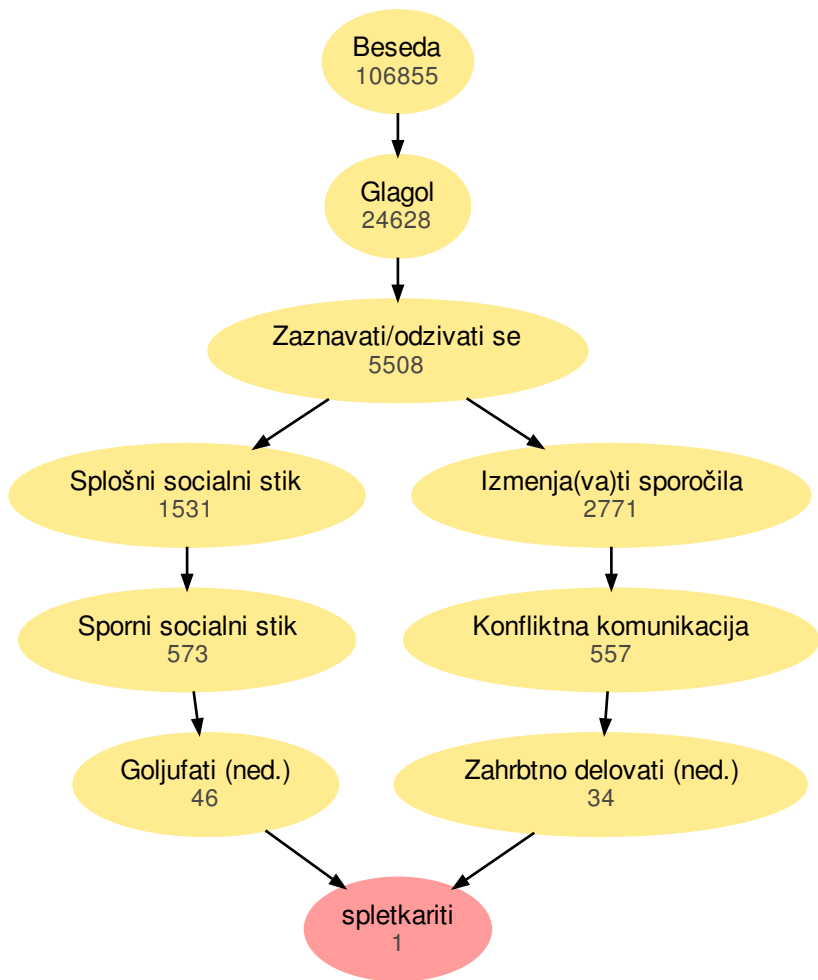 Beseda
106855
Glagol
24628
Zaznavati/odzivati se
5508
Splošni socialni stik
1531
Izmenja(va)ti sporočila
2771
Sporni socialni stik
573
Konfliktna komunikacija
557
Goljufati (ned.)
46
Zahrbtno delovati (ned.)
34
spletkariti
1